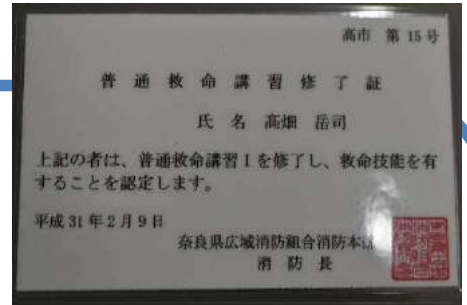 高市 第 15 号
普通救命講習修了証
氏 名 髙畑 岳司
上記の者は、普通救命講習Ⅰを修了し、救命技能を有
することを認定します。
平成 31 年 2 月 9 日
奈良県広域消防組合消防本
消 防 長